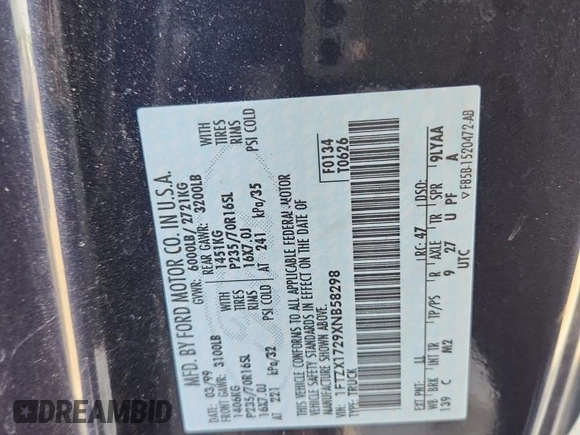 MFD. BY FORD MOTOR CO. IN U.S.A.
DATE: 03/99 GVWR: 6000LB/ 2721KG
FRONT GAWR: 3100LB REAR GAWR: 3200LB
1406KG WITH 1451KG WITH
P235/70R16SL TIRES P235/70R16SL TIRES
16X7.0J RIMS 16X7.0J RIMS
AT 221 kPa/32 PSI COLD AT 241 kPa/35 PSI COLD
THIS VEHICLE CONFORMS TO ALL APPLICABLE FEDERAL MOTOR
VEHICLE SAFETY STANDARDS IN EFFECT ON THE DATE OF
MANUFACTURE SHOWN ABOVE.
VIN: 1FTZX1729XNB58298
TYPE: TRUCK
F0134
T0626
EXT PNT: LL RC: 47 DSO:
WB BRK INT TR TP/PS R AXLE TR SPR
139 C M2 9 27 U 9LYAA
PF A
UTC
▽F85B-1520472-AB
DREAMBID